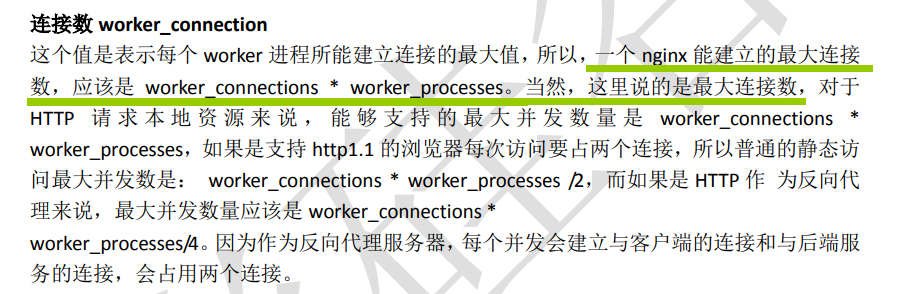 连接数 worker_connection
这个值是表示每个 worker 进程所能建立连接的最大值，所以，一个 nginx 能建立的最大连接
数，应该是 worker_connections * worker_processes。当然，这里说的是最大连接数，对于
HTTP 请求本地资源来说，能够支持的最大并发数量是 worker_connections *
worker_processes，如果是支持 http1.1 的浏览器每次访问要占两个连接，所以普通的静态访
问最大并发数是： worker_connections * worker_processes /2，而如果是 HTTP 作 为反向代
理来说，最大并发数量应该是 worker_connections *
worker_processes/4。因为作为反向代理服务器，每个并发会建立与客户端的连接和与后端服
务的连接，会占用两个连接。